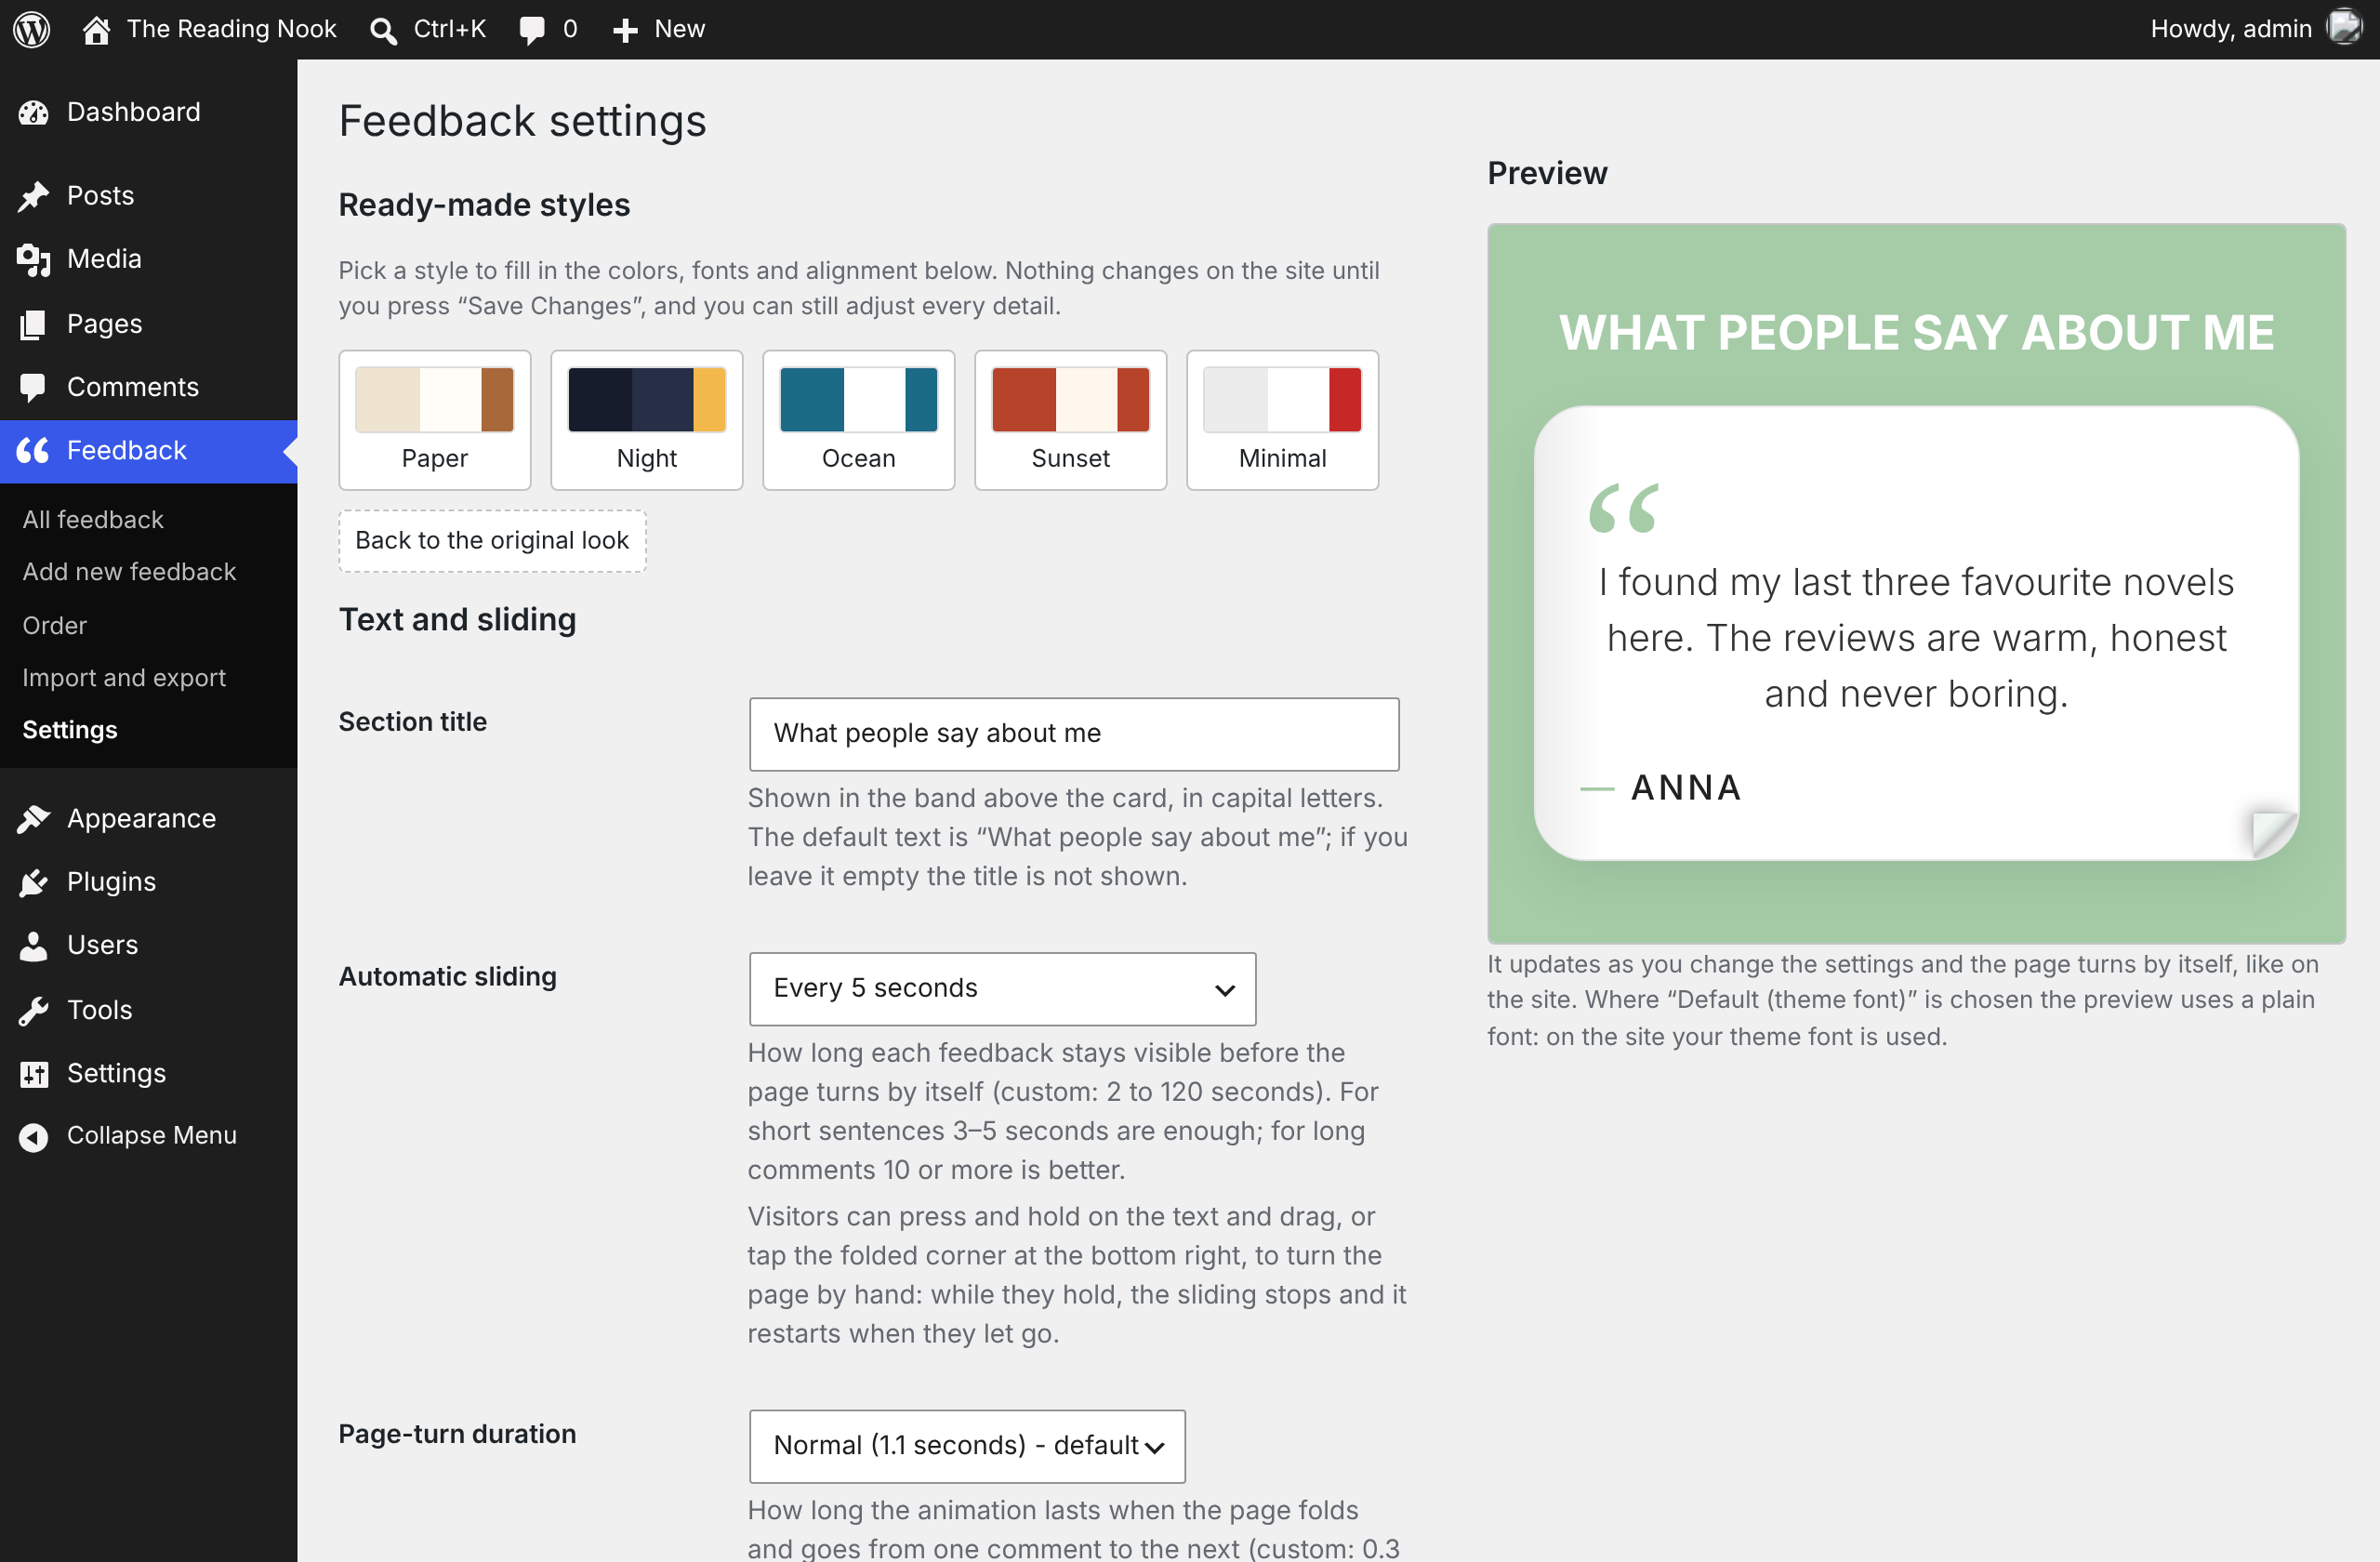 The Reading Nook
Ctrl+K
0
New
Howdy, admin
Dashboard
Posts
Media
Pages
Comments
Feedback
All feedback
Add new feedback
Order
Import and export
Settings
Appearance
Plugins
Users
Tools
Settings
Collapse Menu
Feedback settings
Ready-made styles
Pick a style to fill in the colors, fonts and alignment below. Nothing changes on the site until
you press “Save Changes”, and you can still adjust every detail.
Paper
Night
Ocean
Sunset
Minimal
Back to the original look
Text and sliding
Section title
What people say about me
Shown in the band above the card, in capital letters.
The default text is “What people say about me”; if you
leave it empty the title is not shown.
Automatic sliding
Every 5 seconds
How long each feedback stays visible before the
page turns by itself (custom: 2 to 120 seconds). For
short sentences 3–5 seconds are enough; for long
comments 10 or more is better.
Visitors can press and hold on the text and drag, or
tap the folded corner at the bottom right, to turn the
page by hand: while they hold, the sliding stops and it
restarts when they let go.
Page-turn duration
Normal (1.1 seconds) - default
How long the animation lasts when the page folds
and goes from one comment to the next (custom: 0.3
Preview
WHAT PEOPLE SAY ABOUT ME
“
I found my last three favourite novels
here. The reviews are warm, honest
and never boring.
— ANNA
It updates as you change the settings and the page turns by itself, like on
the site. Where “Default (theme font)” is chosen the preview uses a plain
font: on the site your theme font is used.